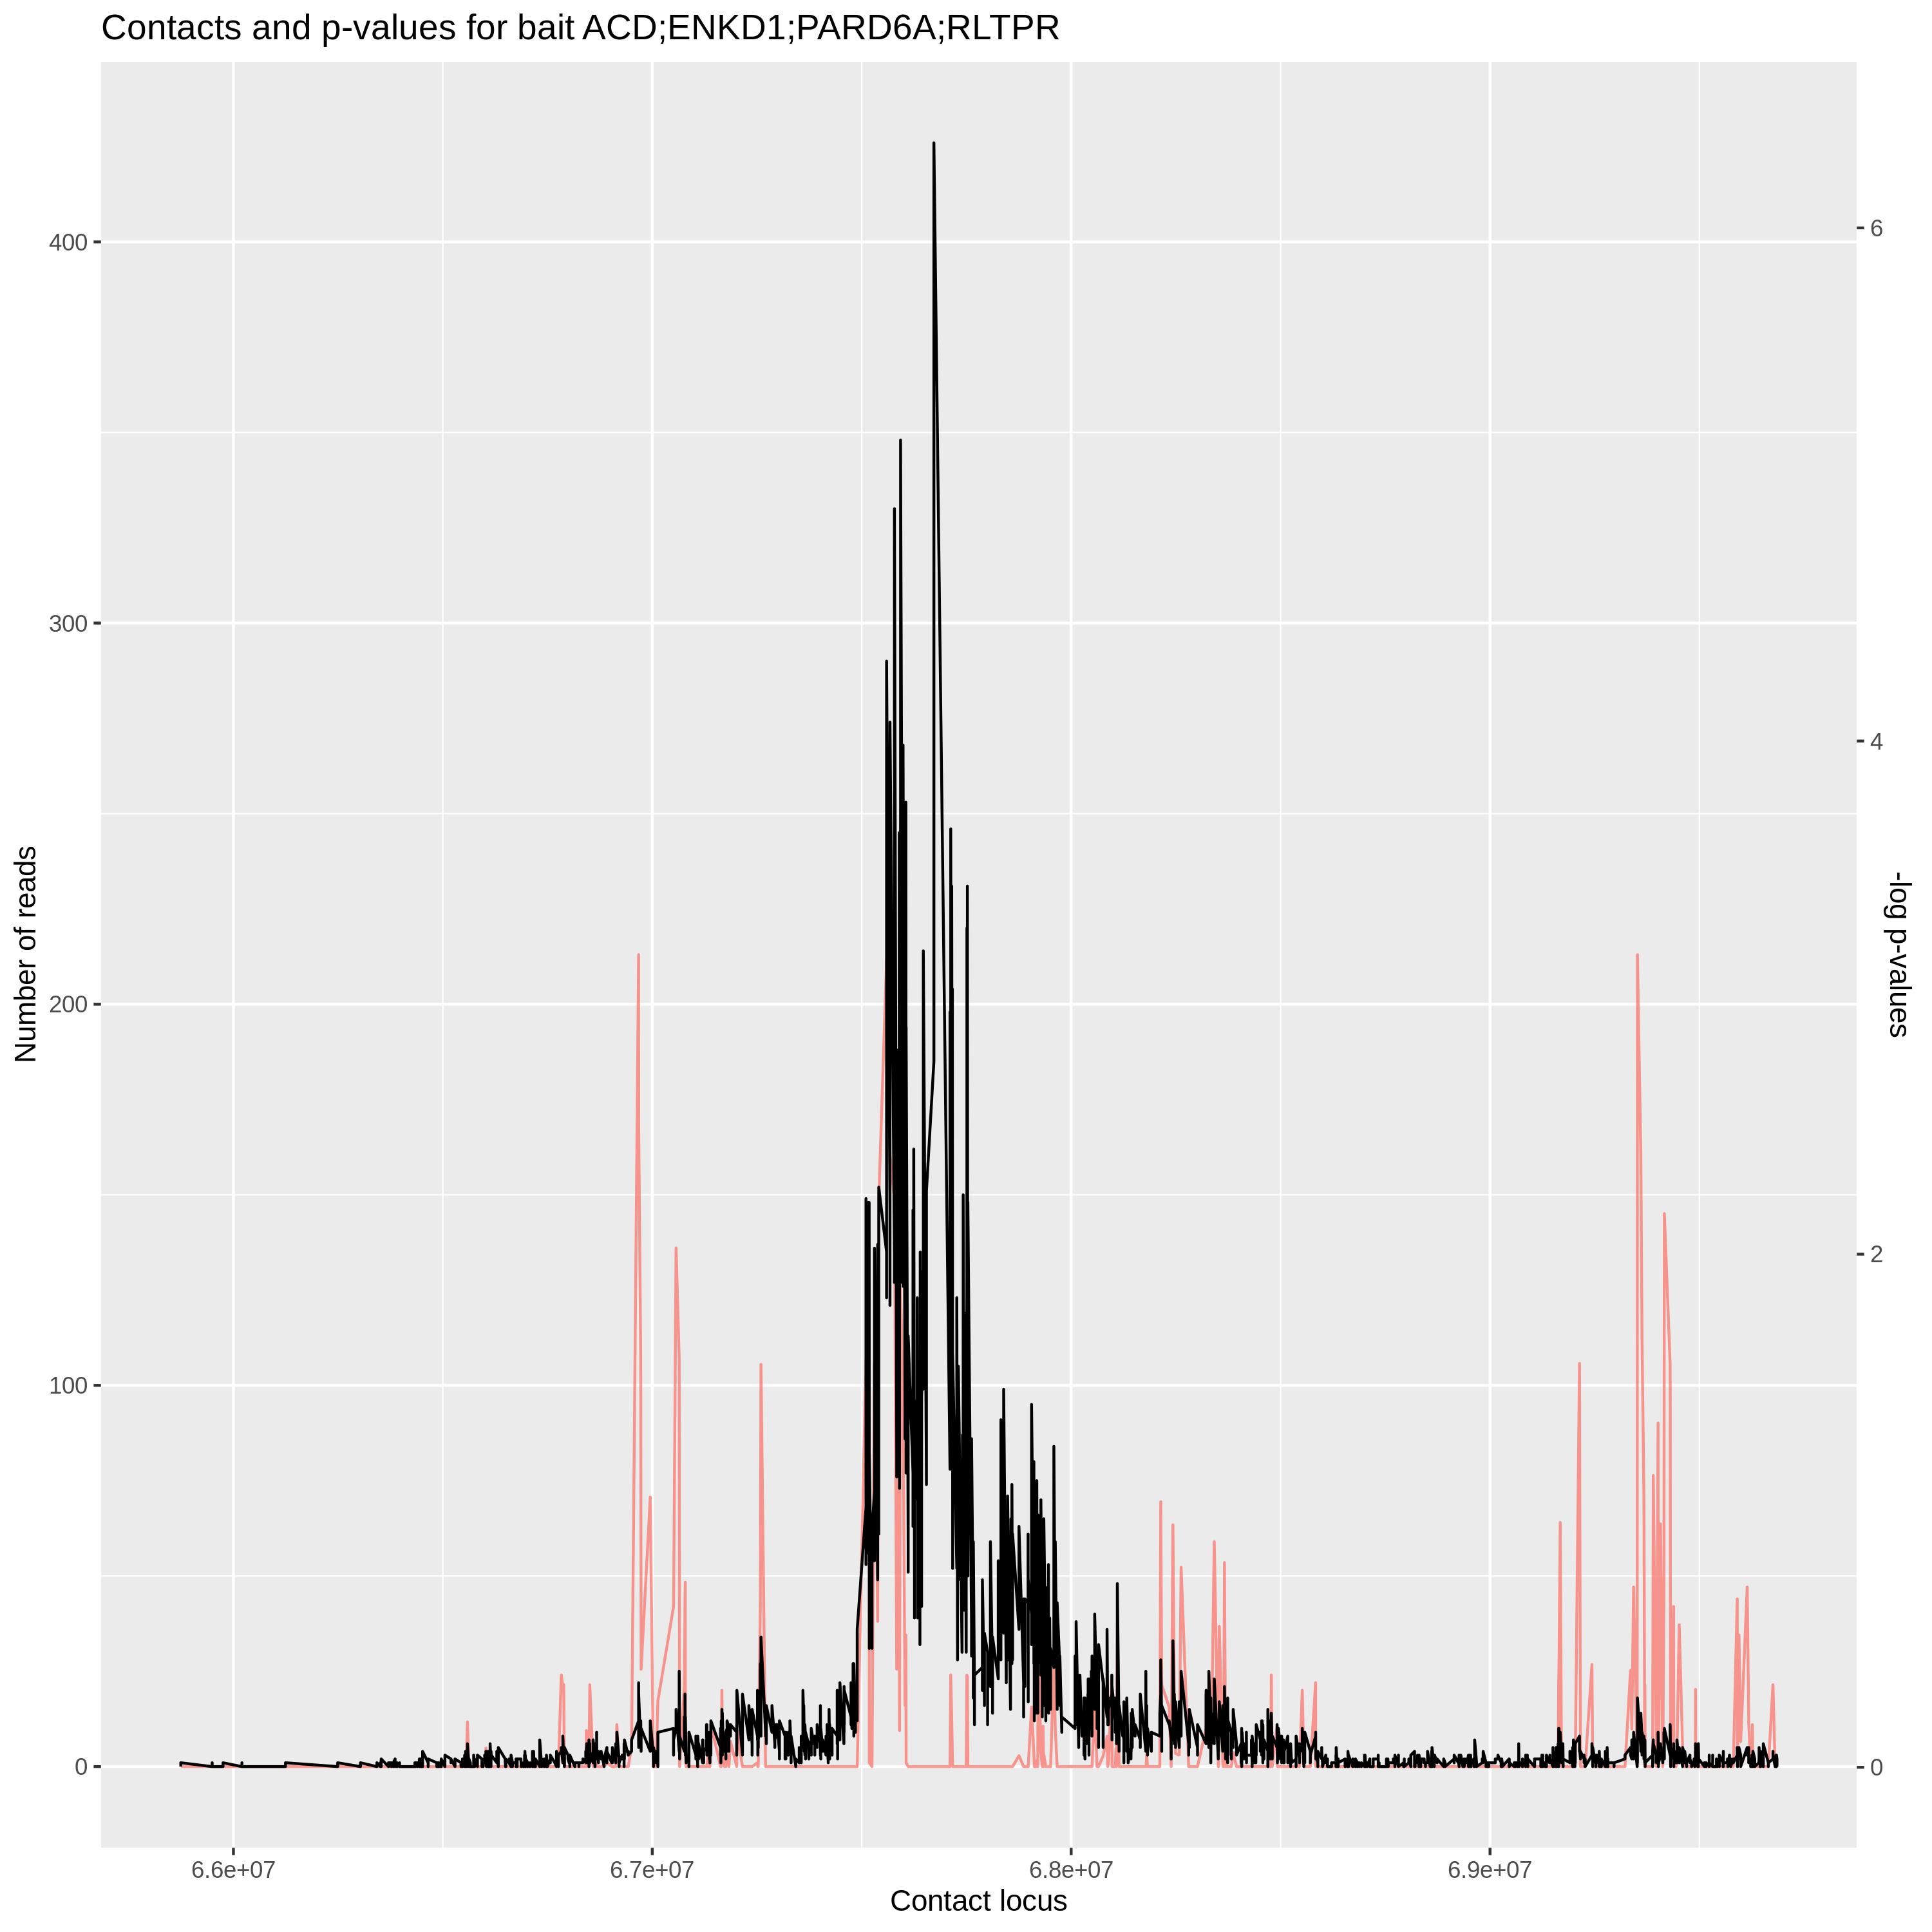 Contacts and p-values for bait ACD;ENKD1;PARD6A;RLTPR
400
300
200
100
0
6
4
2
0
Number of reads
-log p-values
6.6e+07
6.7e+07
6.8e+07
6.9e+07
Contact locus